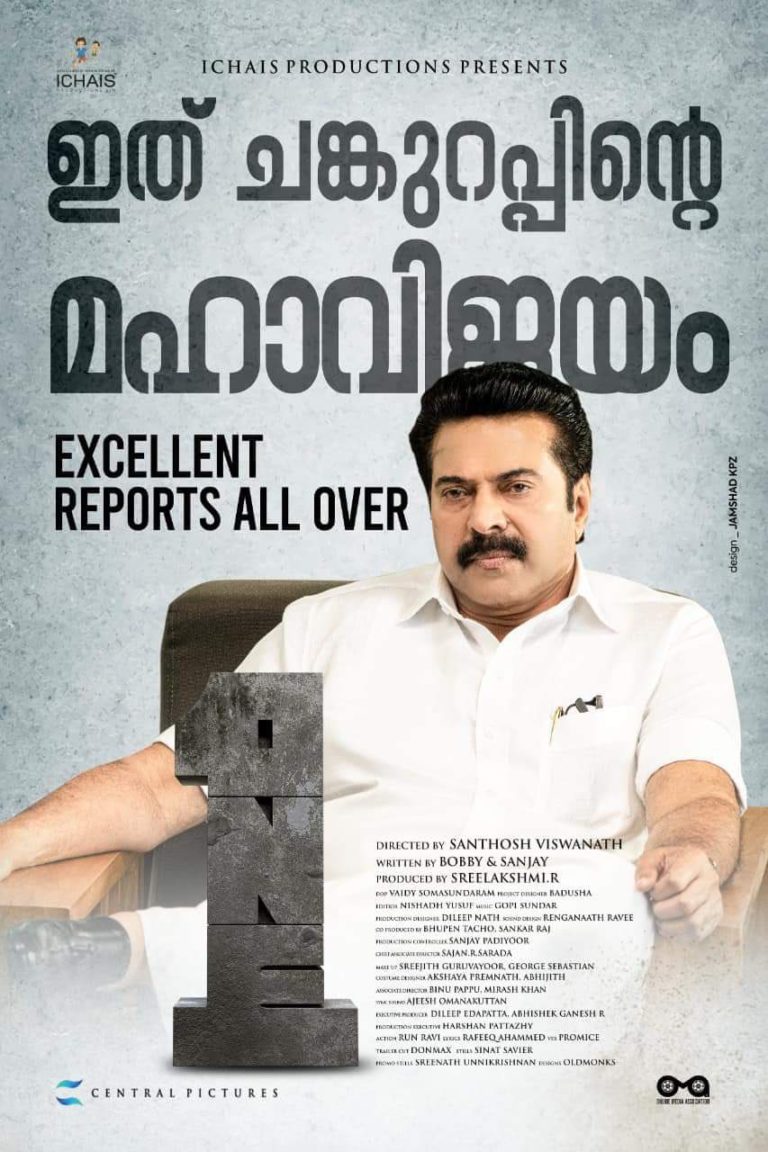 ICHAIS
ICHAIS PRODUCTIONS PRESENTS
ഇത് ചങ്കുറപ്പിന്റെ
മഹാവിജയം
EXCELLENT
REPORTS ALL OVER
design _ JAMSHAD KPZ
1
ONE
DIRECTED BY SANTHOSH VISWANATH
WRITTEN BY BOBBY & SANJAY
PRODUCED BY SREELAKSHMI.R
DOP VAIDY SOMASUNDARAM PROJECT DESIGNER BADUSHA
EDITOR NISHADH YUSUF MUSIC GOPI SUNDAR
PRODUCTION DESIGNER DILEEP NATH SOUND DESIGN RENGANAATH RAVEE
CO PRODUCED BY BHUPEN TACHO, SANKAR RAJ
PRODUCTION CONTROLLER SANJAY PADIYOOR
CHIEF ASSOCIATE DIRECTOR SAJAN.R.SARADA
MAKE UP SREEJITH GURUVAYOOR, GEORGE SEBASTIAN
COSTUME DESIGNER AKSHAYA PREMNATH, ABHIJITH
ASSOCIATE DIRECTOR BINU PAPPU, MIRASH KHAN
SYNC SOUND AJEESH OMANAKUTTAN
EXECUTIVE PRODUCER DILEEP EDAPATTA, ABHISHEK GANESH R
PRODUCTION EXECUTIVE HARSHAN PATTAZHY
ACTION RUN RAVI LYRICS RAFEEQ AHAMMED VFX PROMICE
TRAILER CUT DONMAX STILLS SINAT SAVIER
PROMO STILLS SREENATH UNNIKRISHNAN DESIGNS OLDMONKS
CENTRAL PICTURES
ONLINE MEDIA ASSOCIATION